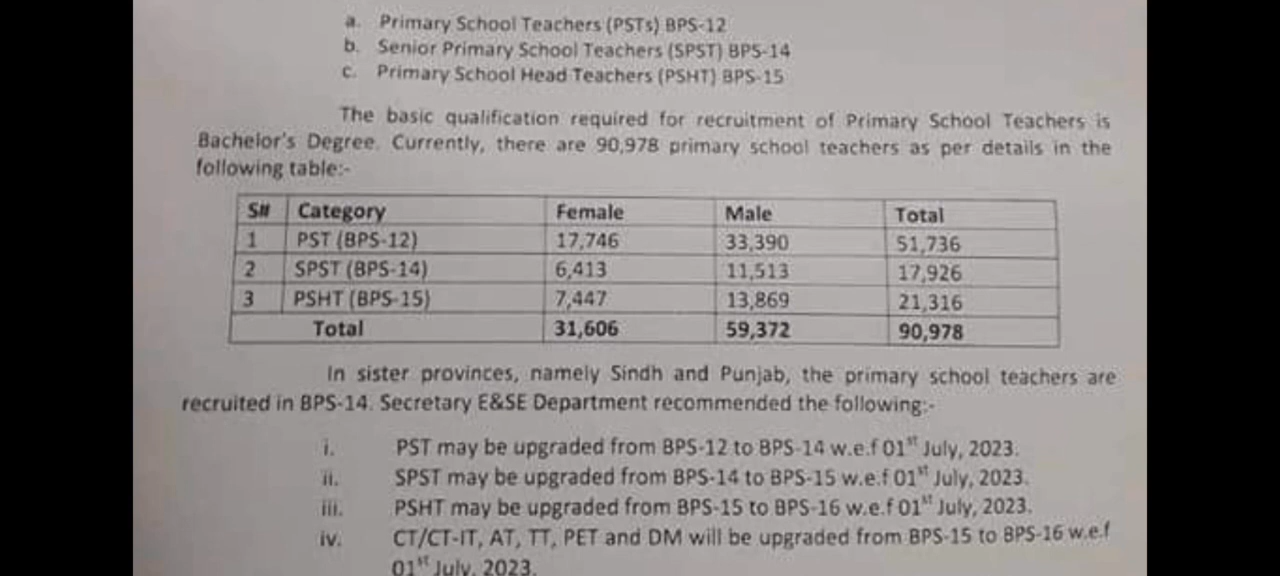 a. Primary School Teachers (PSTs) BPS-12
b. Senior Primary School Teachers (SPST) BPS-14
c. Primary School Head Teachers (PSHT) BPS-15
The basic qualification required for recruitment of Primary School Teachers is
Bachelor's Degree. Currently, there are 90,978 primary school teachers as per details in the
following table:-
S# Category Female Male Total
1 PST (BPS-12) 17,746 33,390 51,736
2 SPST (BPS-14) 6,413 11,513 17,926
3 PSHT (BPS-15) 7,447 13,869 21,316
Total 31,606 59,372 90,978
In sister provinces, namely Sindh and Punjab, the primary school teachers are
recruited in BPS-14. Secretary E&SE Department recommended the following:-
i. PST may be upgraded from BPS-12 to BPS-14 w.e.f 01st July, 2023.
ii. SPST may be upgraded from BPS-14 to BPS-15 w.e.f 01st July, 2023.
iii. PSHT may be upgraded from BPS-15 to BPS-16 w.e.f 01st July, 2023.
iv. CT/CT-IT, AT, TT, PET and DM will be upgraded from BPS-15 to BPS-16 w.e.f
01st July, 2023.